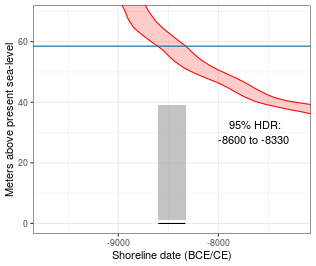 Meters above present sea-level
60
40
20
0
95% HDR:
-8600 to -8330
-9000
-8000
Shoreline date (BCE/CE)